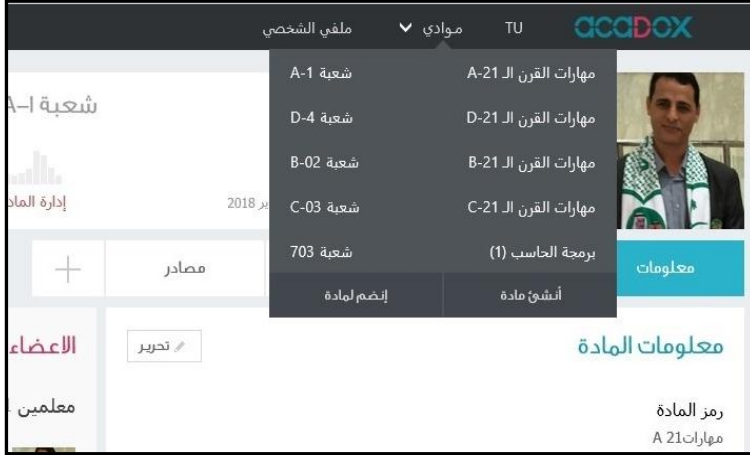 acadox TU موادي ملفي الشخصي
مهارات القرن الـ 21-A شعبة A-1
مهارات القرن الـ 21-D شعبة D-4
مهارات القرن الـ 21-B شعبة B-02
مهارات القرن الـ 21-C شعبة C-03
برمجة الحاسب (1) شعبة 703
أنشئ مادة إنضم لمادة
شعبة A-1
2018
معلومات مصادر
معلومات المادة
تحرير
رمز المادة
مهارات21 A
الاعضاء
معلمين